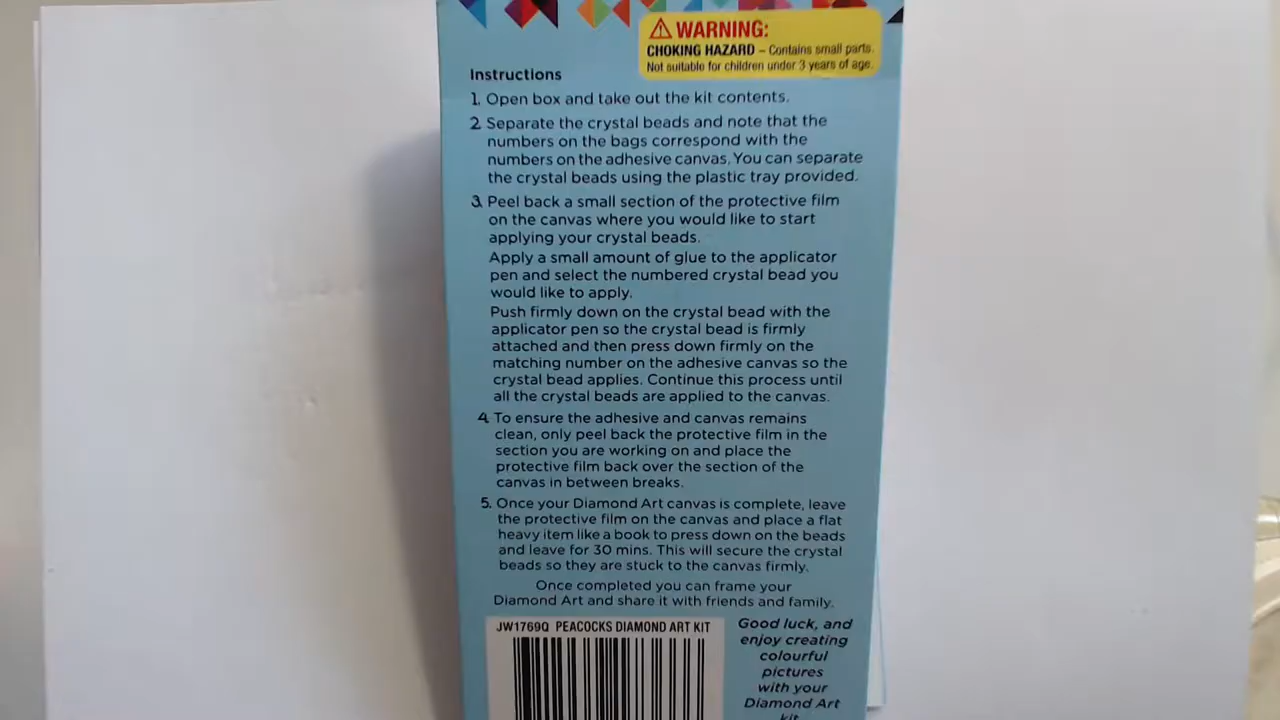 WARNING:
CHOKING HAZARD – Contains small parts.
Not suitable for children under 3 years of age.
Instructions
1. Open box and take out the kit contents.
2. Separate the crystal beads and note that the
numbers on the bags correspond with the
numbers on the adhesive canvas. You can separate
the crystal beads using the plastic tray provided.
3. Peel back a small section of the protective film
on the canvas where you would like to start
applying your crystal beads.
Apply a small amount of glue to the applicator
pen and select the numbered crystal bead you
would like to apply.
Push firmly down on the crystal bead with the
applicator pen so the crystal bead is firmly
attached and then press down firmly on the
matching number on the adhesive canvas so the
crystal bead applies. Continue this process until
all the crystal beads are applied to the canvas.
4. To ensure the adhesive and canvas remains
clean, only peel back the protective film in the
section you are working on and place the
protective film back over the section of the
canvas in between breaks.
5. Once your Diamond Art canvas is complete, leave
the protective film on the canvas and place a flat
heavy item like a book to press down on the beads
and leave for 30 mins. This will secure the crystal
beads so they are stuck to the canvas firmly.
Once completed you can frame your
Diamond Art and share it with friends and family.
JW1769Q PEACOCKS DIAMOND ART KIT
Good luck, and
enjoy creating
colourful
pictures
with your
Diamond Art
kit